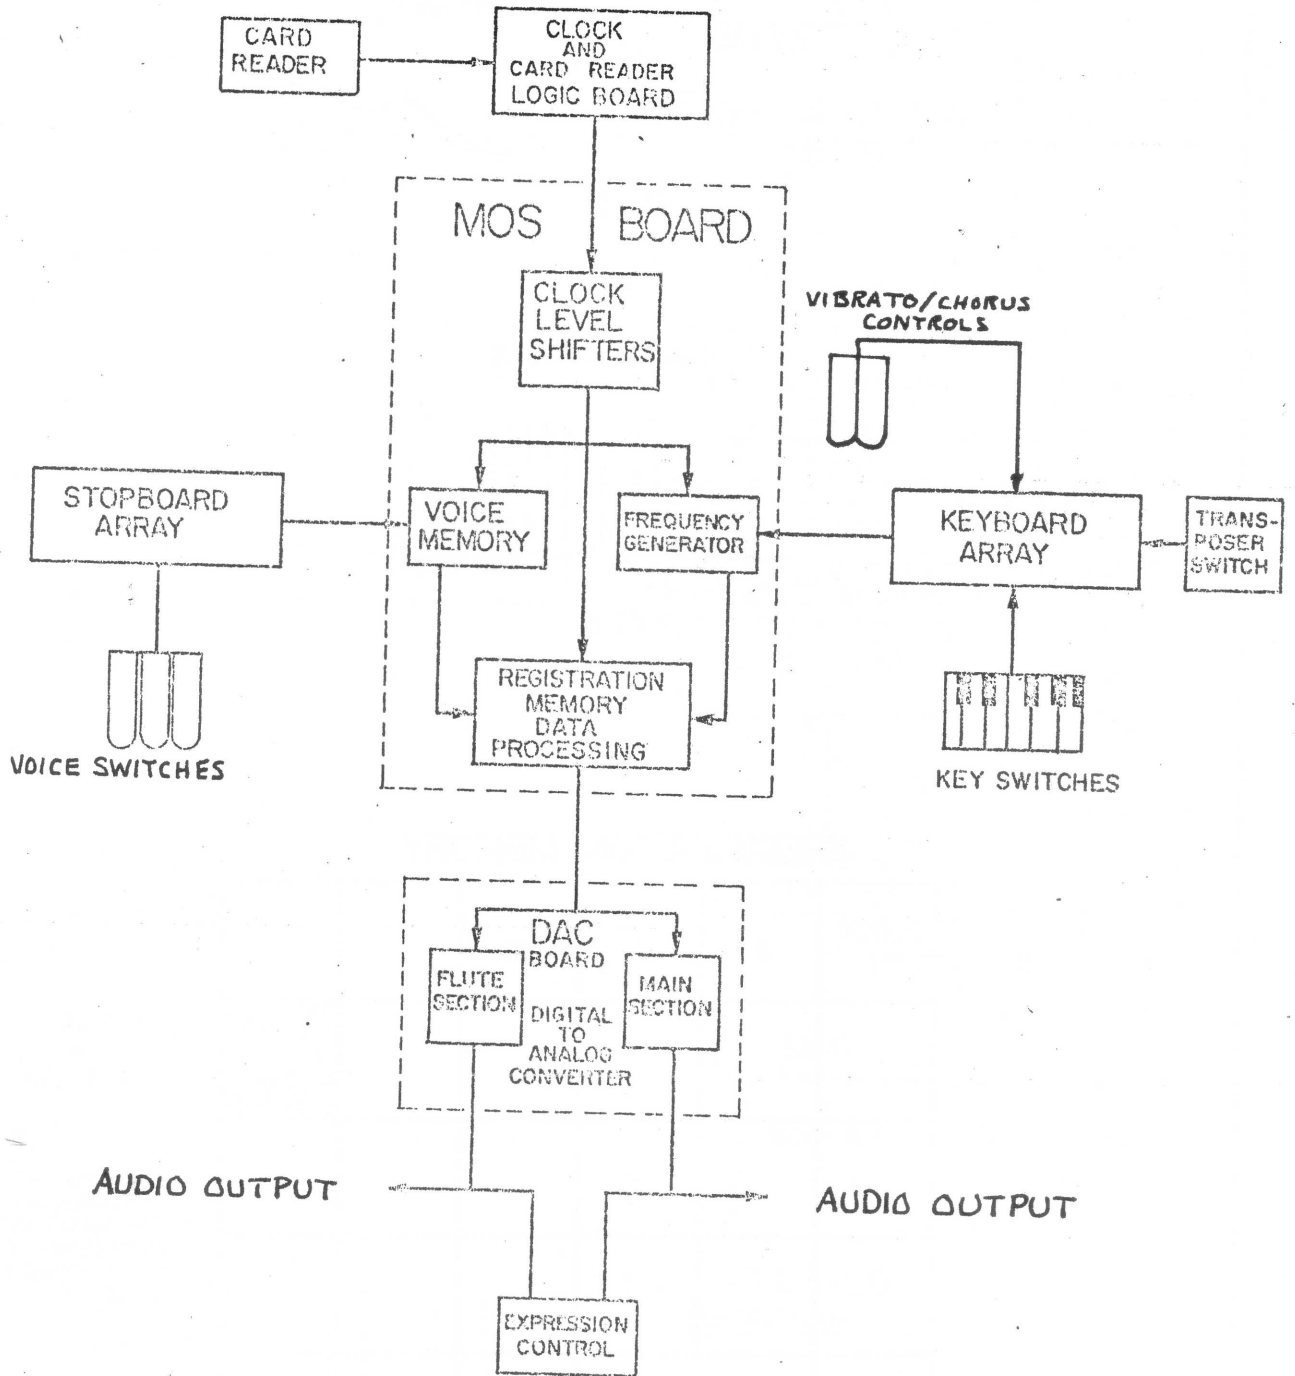 CARD
READER
CLOCK
AND
CARD READER
LOGIC BOARD
MOS BOARD
CLOCK
LEVEL
SHIFTERS
VIBRATO/CHORUS
CONTROLS
STOPBOARD
ARRAY
VOICE
MEMORY
FREQUENCY
GENERATOR
KEYBOARD
ARRAY
TRANS-
POSER
SWITCH
REGISTRATION
MEMORY
DATA
PROCESSING
VOICE SWITCHES
KEY SWITCHES
DAC
BOARD
FLUTE
SECTION
MAIN
SECTION
DIGITAL
TO
ANALOG
CONVERTER
AUDIO OUTPUT
AUDIO OUTPUT
EXPRESSION
CONTROL